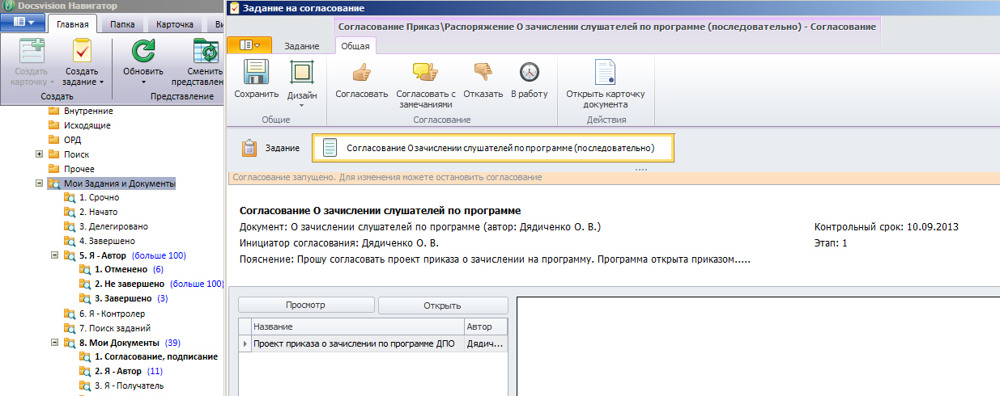 Docsvision Навигатор
Главная Папка Карточка Ви
Создать карточку
Создать задание
Обновить
Сменить представлен
Создать
Представление
Внутренние
Исходящие
ОРД
Поиск
Прочее
Мои Задания и Документы
1. Срочно
2. Начато
3. Делегировано
4. Завершено
5. Я - Автор (больше 100)
1. Отменено (6)
2. Не завершено (больше 100)
3. Завершено (3)
6. Я - Контролер
7. Поиск заданий
8. Мои Документы (39)
1. Согласование, подписание
2. Я - Автор (11)
3. Я - Получатель
Задание на согласование
Согласование Приказ\Распоряжение О зачислении слушателей по программе (последовательно) - Согласование
Задание Общая
Сохранить
Дизайн
Согласовать
Согласовать с замечаниями
Отказать
В работу
Открыть карточку документа
Общие
Согласование
Действия
Задание
Согласование О зачислении слушателей по программе (последовательно)
Согласование запущено. Для изменения можете остановить согласование
Согласование О зачислении слушателей по программе
Документ: О зачислении слушателей по программе (автор: Дядиченко О. В.) Контрольный срок: 10.09.2013
Инициатор согласования: Дядиченко О. В. Этап: 1
Пояснение: Прошу согласовать проект приказа о зачислении на программу. Программа открыта приказом.....
Просмотр Открыть
Название Автор
Проект приказа о зачислении по программе ДПО Дядич...